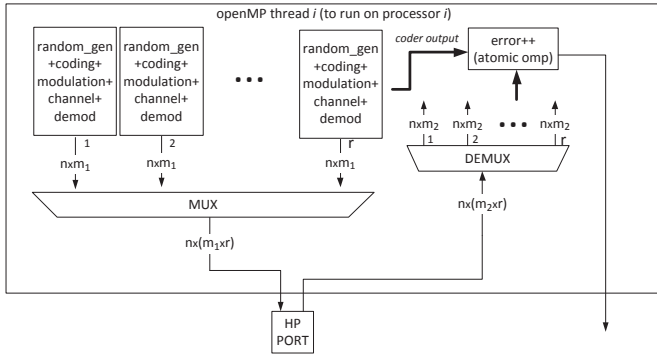 openMP thread i (to run on processor i)
random_gen
+coding+
modulation+
channel+
demod
random_gen
+coding+
modulation+
channel+
demod
random_gen
+coding+
modulation+
channel+
demod
coder output
error++
(atomic omp)
1
2
r
nxm1
nxm1
nxm1
nxm2
nxm2
nxm2
1
2
r
MUX
DEMUX
nx(m1xr)
nx(m2xr)
HP
PORT